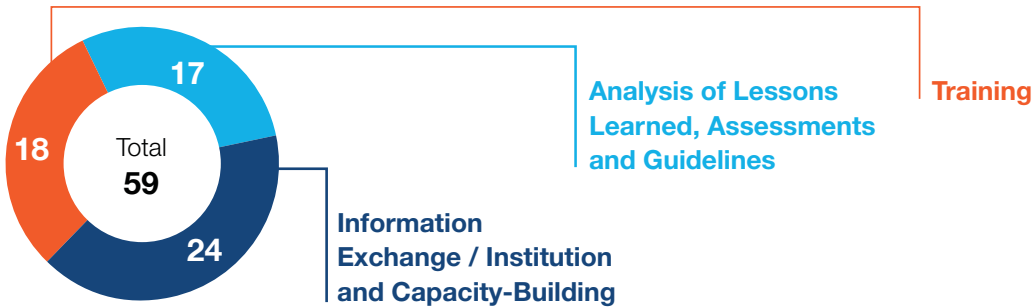 17
18
Total
59
24
Analysis of Lessons
Learned, Assessments
and Guidelines
Training
Information
Exchange / Institution
and Capacity-Building